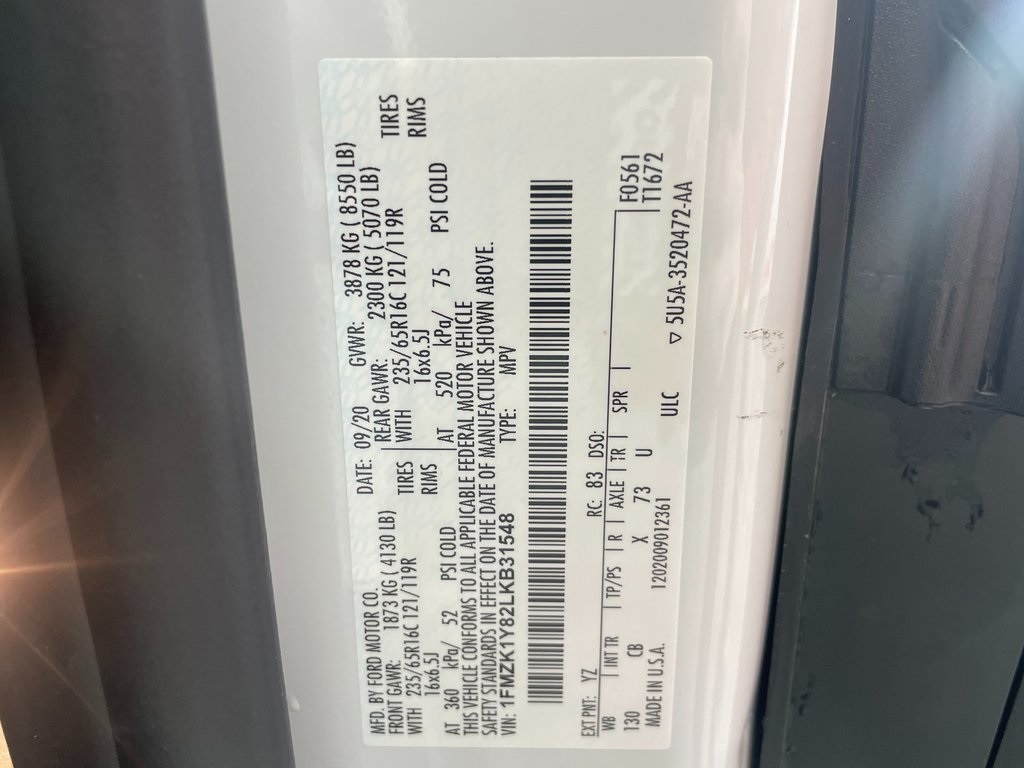 MFD. BY FORD MOTOR CO.
DATE: 09/20 GVWR: 3878 KG ( 8550 LB)
FRONT GAWR: 1873 KG ( 4130 LB)
REAR GAWR: 2300 KG ( 5070 LB)
WITH 235/65R16C 121/119R TIRES
16x6.5J RIMS
WITH 235/65R16C 121/119R TIRES
16x6.5J RIMS
AT 360 kPa/ 52 PSI COLD
AT 520 kPa/ 75 PSI COLD
THIS VEHICLE CONFORMS TO ALL APPLICABLE FEDERAL MOTOR VEHICLE
SAFETY STANDARDS IN EFFECT ON THE DATE OF MANUFACTURE SHOWN ABOVE.
VIN: 1FMZK1Y82LKB31548 TYPE: MPV
EXT PNT: YZ RC: 83 DSO:
WB INT TR TP/PS R AXLE TR SPR F0561
130 CB X 73 U T1672
MADE IN U.S.A. 120200901236 1 ULC ▽ 5U5A-3520472-AA